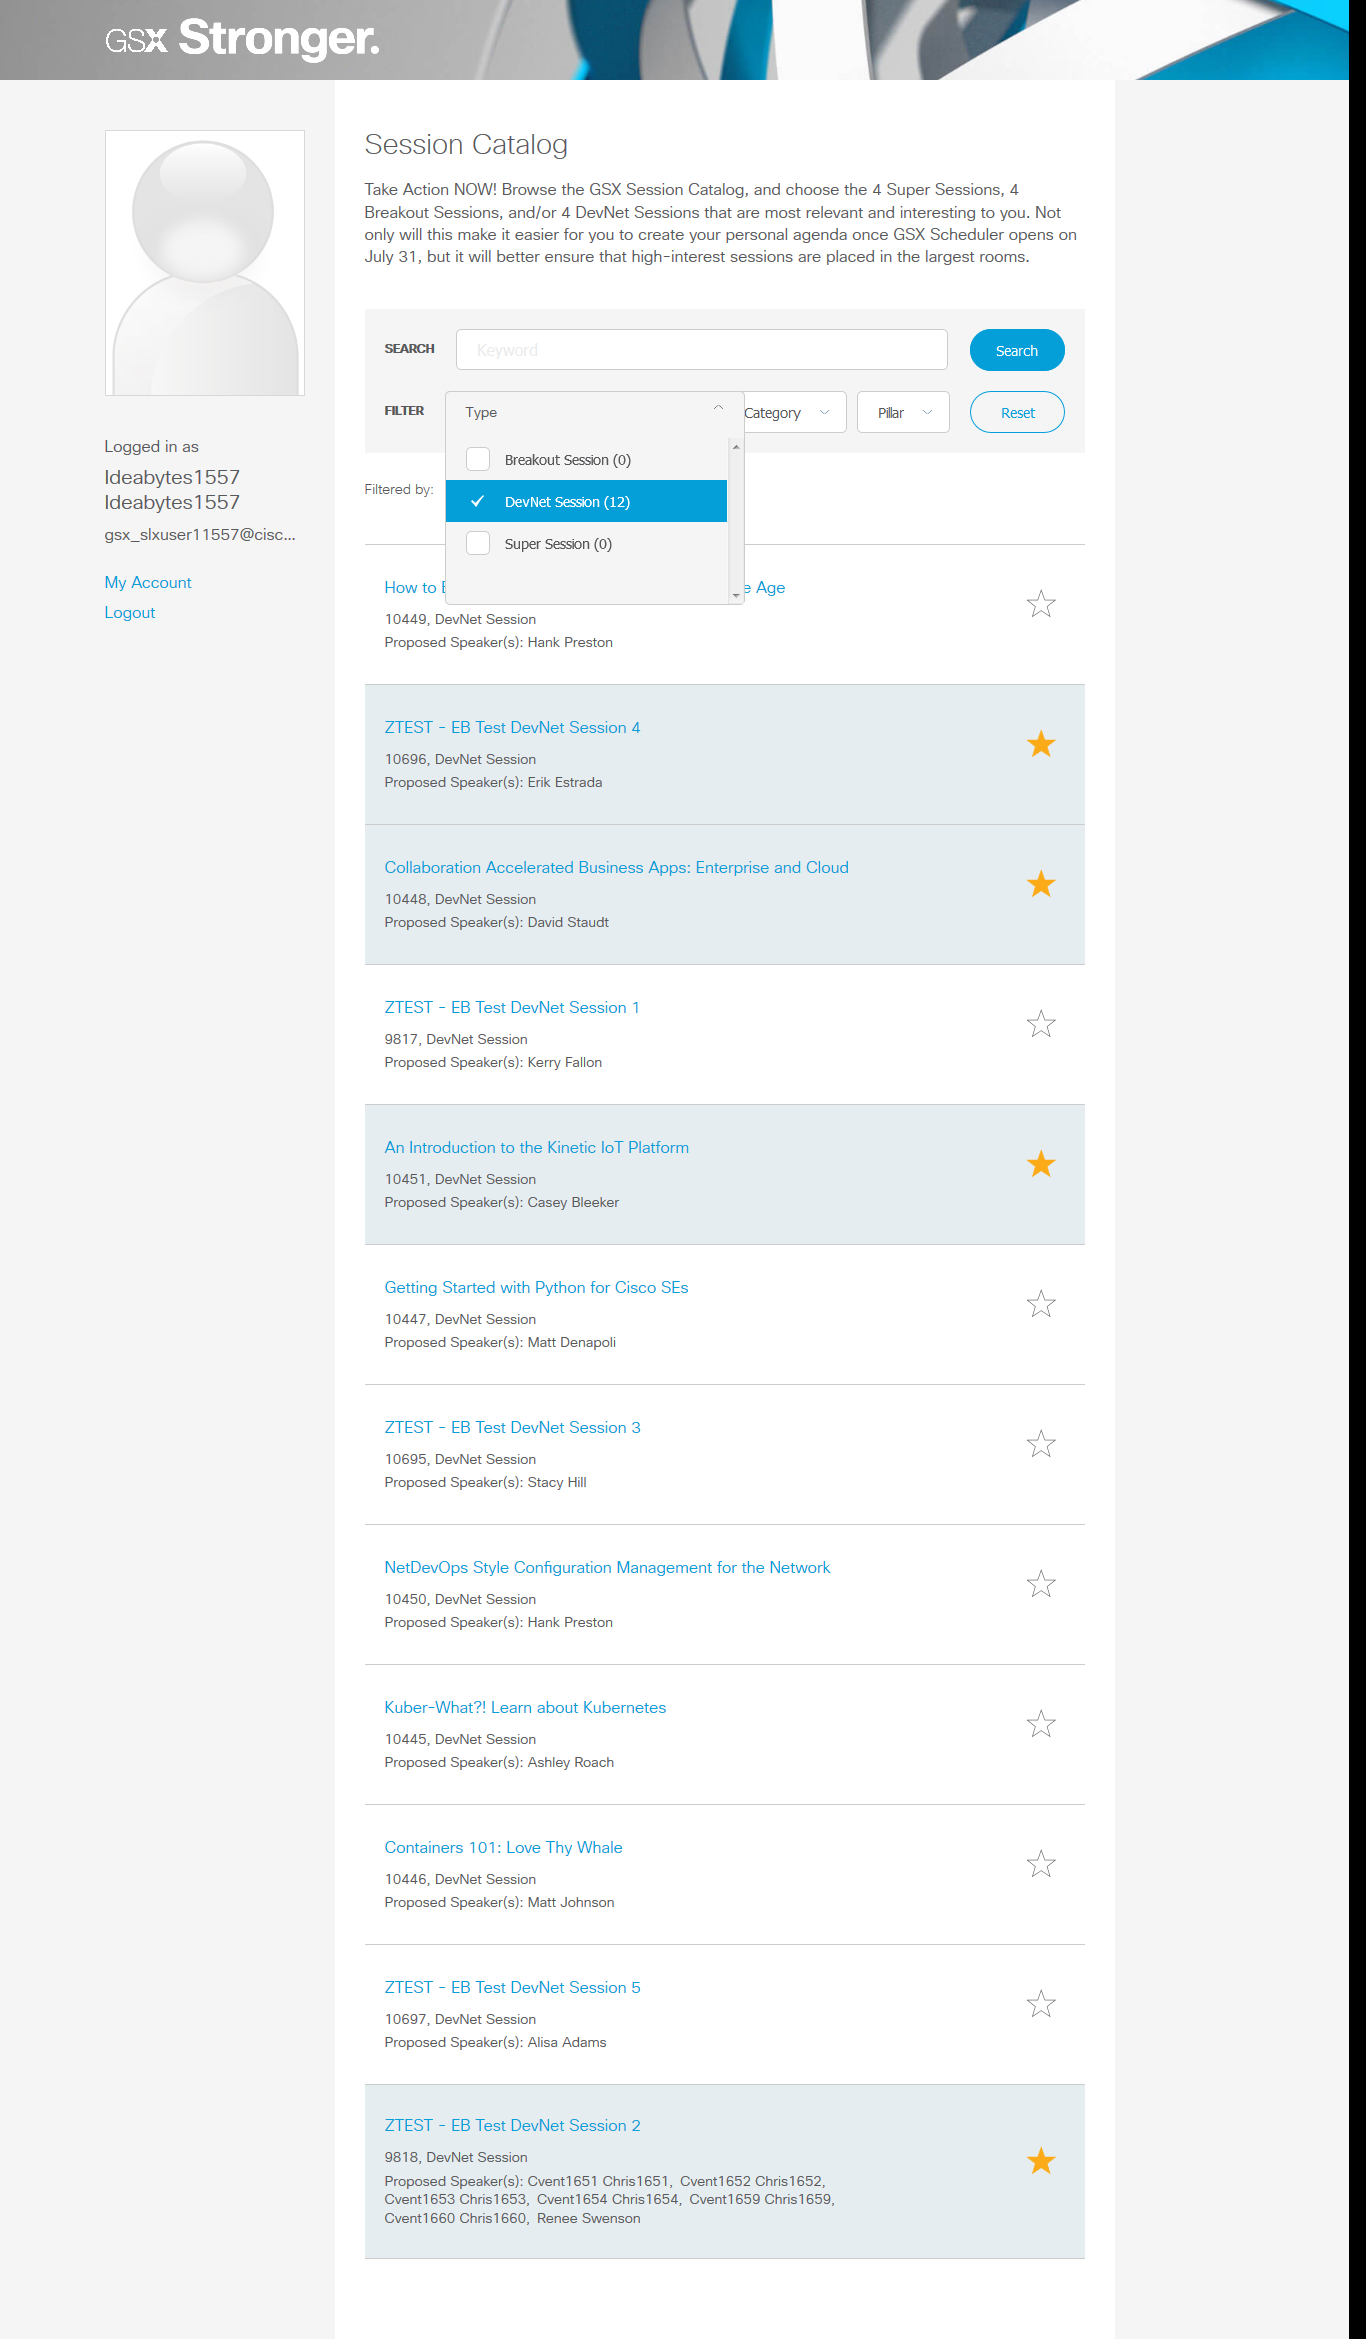 GSX Stronger.
Session Catalog
Take Action NOW! Browse the GSX Session Catalog, and choose the 4 Super Sessions, 4
Breakout Sessions, and/or 4 DevNet Sessions that are most relevant and interesting to you. Not
only will this make it easier for you to create your personal agenda once GSX Scheduler opens on
July 31, but it will better ensure that high-interest sessions are placed in the largest rooms.
Logged in as
Ideabytes1557
Ideabytes1557
gsx_slxuser11557@cisc...
My Account
Logout
SEARCH Keyword Search
FILTER Type Category Pillar Reset
Breakout Session (0)
Filtered by:
DevNet Session (12)
Super Session (0)
How to E e Age
10449, DevNet Session
Proposed Speaker(s): Hank Preston
ZTEST - EB Test DevNet Session 4
10696, DevNet Session
Proposed Speaker(s): Erik Estrada
Collaboration Accelerated Business Apps: Enterprise and Cloud
10448, DevNet Session
Proposed Speaker(s): David Staudt
ZTEST - EB Test DevNet Session 1
9817, DevNet Session
Proposed Speaker(s): Kerry Fallon
An Introduction to the Kinetic IoT Platform
10451, DevNet Session
Proposed Speaker(s): Casey Bleeker
Getting Started with Python for Cisco SEs
10447, DevNet Session
Proposed Speaker(s): Matt Denapoli
ZTEST - EB Test DevNet Session 3
10695, DevNet Session
Proposed Speaker(s): Stacy Hill
NetDevOps Style Configuration Management for the Network
10450, DevNet Session
Proposed Speaker(s): Hank Preston
Kuber-What?! Learn about Kubernetes
10445, DevNet Session
Proposed Speaker(s): Ashley Roach
Containers 101: Love Thy Whale
10446, DevNet Session
Proposed Speaker(s): Matt Johnson
ZTEST - EB Test DevNet Session 5
10697, DevNet Session
Proposed Speaker(s): Alisa Adams
ZTEST - EB Test DevNet Session 2
9818, DevNet Session
Proposed Speaker(s): Cvent1651 Chris1651, Cvent1652 Chris1652,
Cvent1653 Chris1653, Cvent1654 Chris1654, Cvent1659 Chris1659,
Cvent1660 Chris1660, Renee Swenson